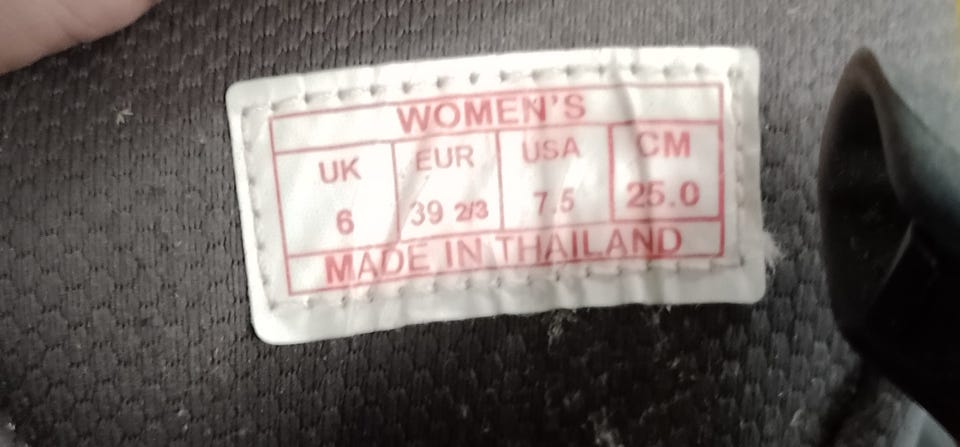 WOMEN'S
UK EUR USA CM
6 39 2/3 7.5 25.0
MADE IN THAILAND